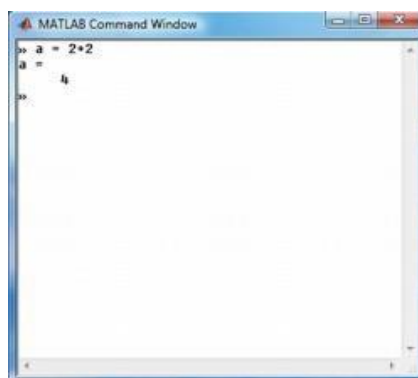 MATLAB Command Window
» a = 2*2
a =
4
»